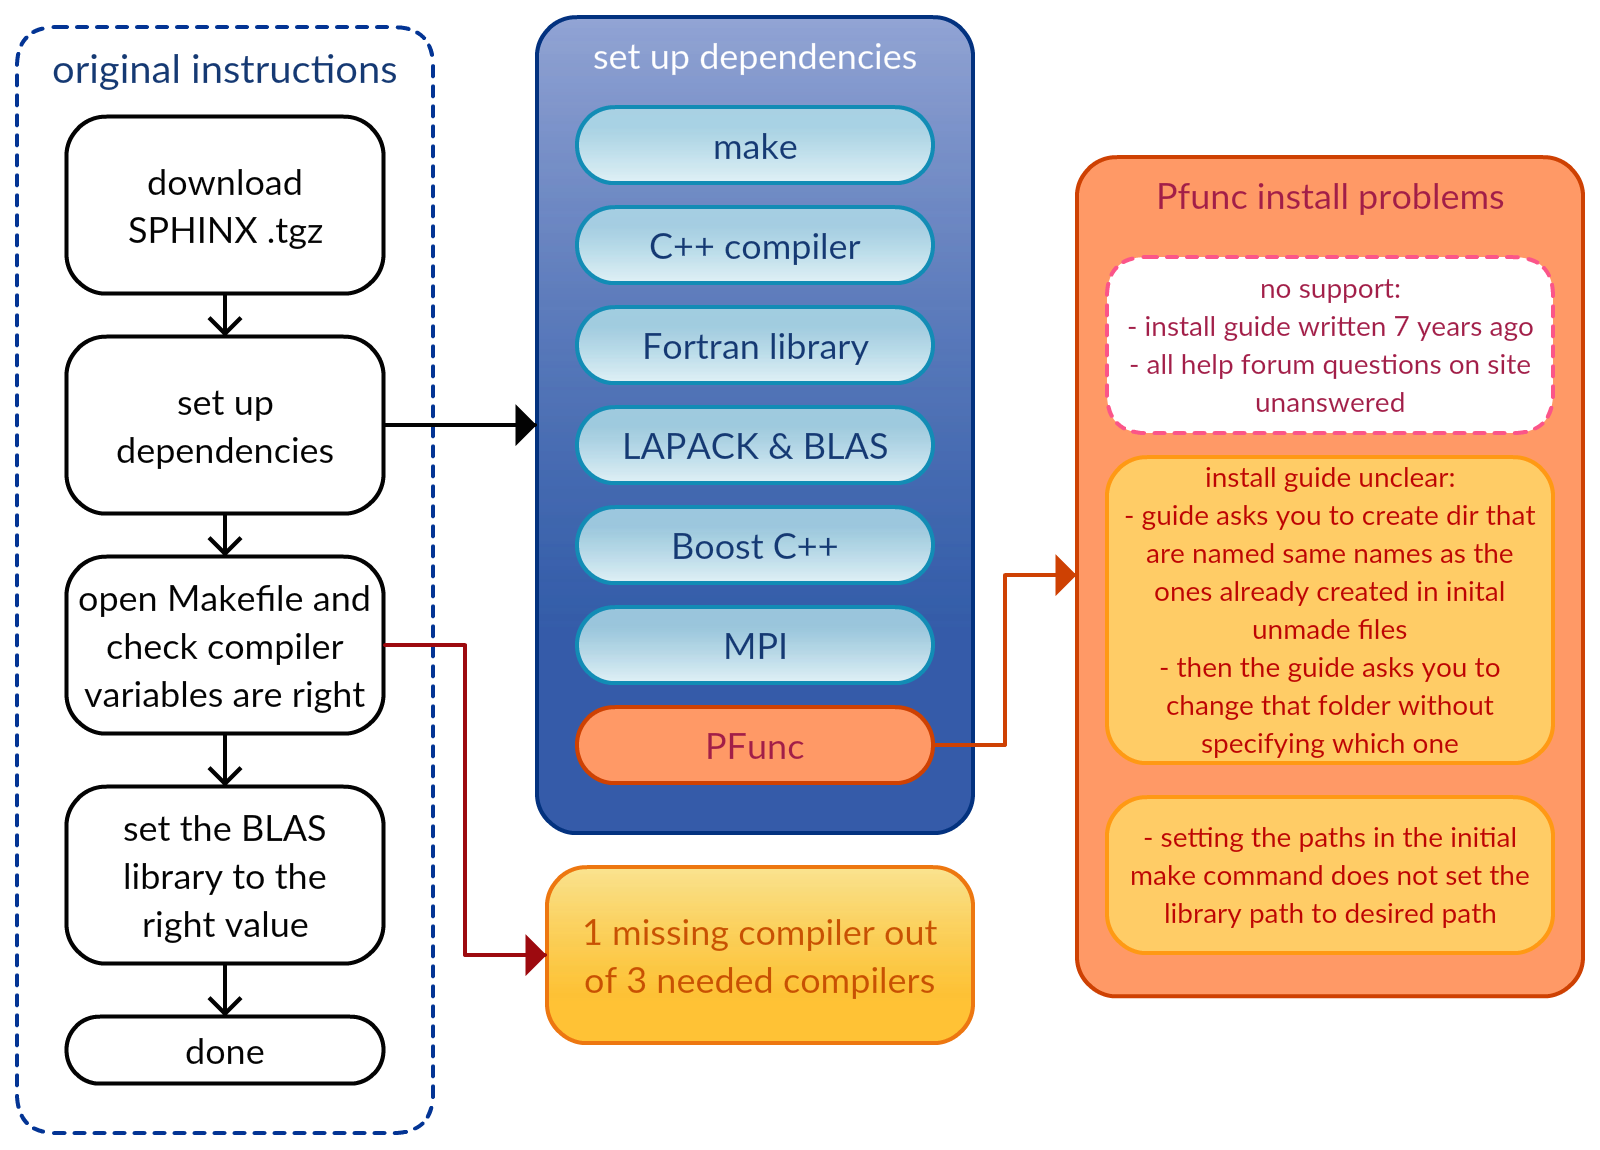 original instructions
download
SPHINX .tgz
set up
dependencies
open Makefile and
check compiler
variables are right
set the BLAS
library to the
right value
done
set up dependencies
make
C++ compiler
Fortran library
LAPACK & BLAS
Boost C++
MPI
PFunc
1 missing compiler out
of 3 needed compilers
Pfunc install problems
no support:
- install guide written 7 years ago
- all help forum questions on site
unanswered
install guide unclear:
- guide asks you to create dir that
are named same names as the
ones already created in inital
unmade files
- then the guide asks you to
change that folder without
specifying which one
- setting the paths in the initial
make command does not set the
library path to desired path